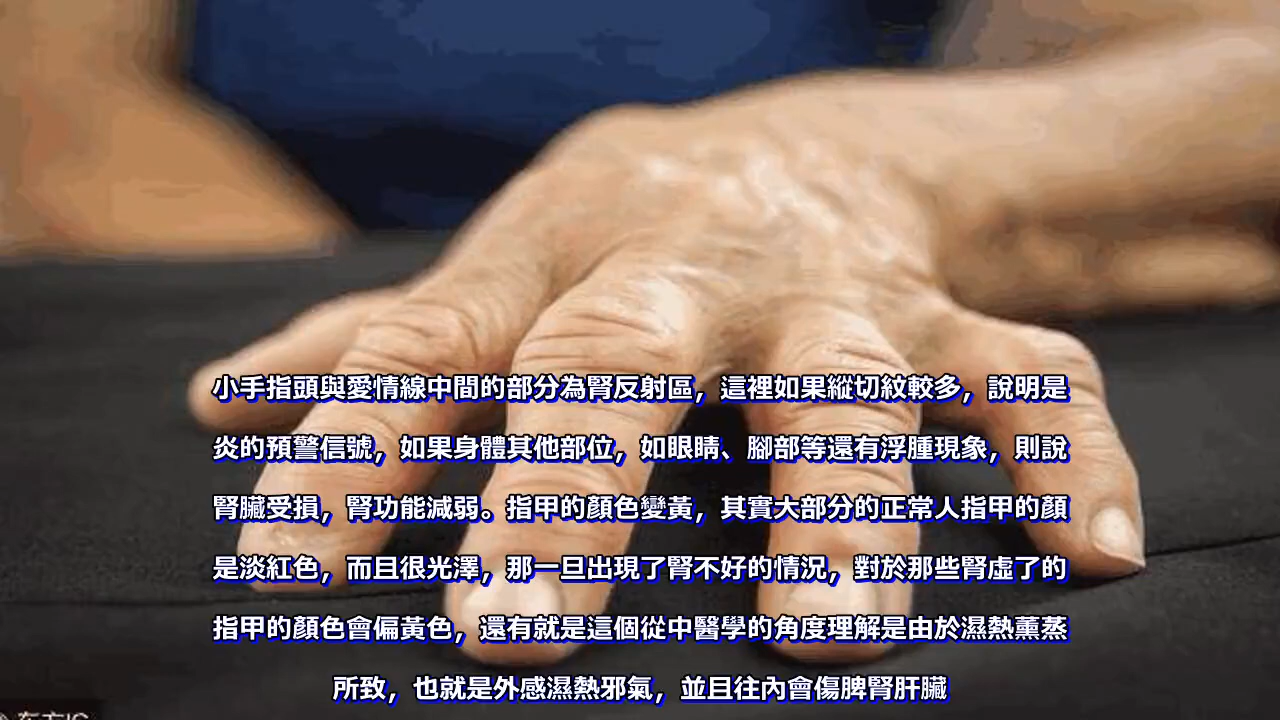 小手指頭與愛情線中間的部分為腎反射區，這裡如果縱切紋較多，說明是
炎的預警信號，如果身體其他部位，如眼睛、腳部等還有浮腫現象，則說
腎臟受損，腎功能減弱。指甲的顏色變黃，其實大部分的正常人指甲的顏
是淡紅色，而且很光澤，那一旦出現了腎不好的情況，對於那些腎虛了的
指甲的顏色會偏黃色，還有就是這個從中醫學的角度理解是由於濕熱薰蒸
所致，也就是外感濕熱邪氣，並且往內會傷脾腎肝臟